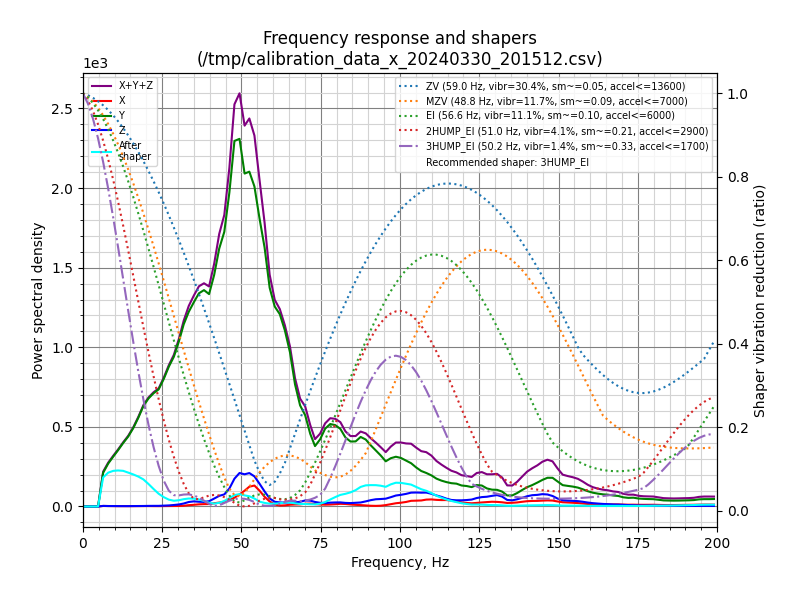 Frequency response and shapers
(/tmp/calibration_data_x_20240330_201512.csv)
1e3
X+Y+Z
X
Y
Z
After
shaper
ZV (59.0 Hz, vibr=30.4%, sm~=0.05, accel<=13600)
MZV (48.8 Hz, vibr=11.7%, sm~=0.09, accel<=7000)
EI (56.6 Hz, vibr=11.1%, sm~=0.10, accel<=6000)
2HUMP_EI (51.0 Hz, vibr=4.1%, sm~=0.21, accel<=2900)
3HUMP_EI (50.2 Hz, vibr=1.4%, sm~=0.33, accel<=1700)
Recommended shaper: 3HUMP_EI
Power spectral density
2.5
2.0
1.5
1.0
0.5
0.0
1.0
0.8
0.6
0.4
0.2
0.0
Shaper vibration reduction (ratio)
0 25 50 75 100 125 150 175 200
Frequency, Hz